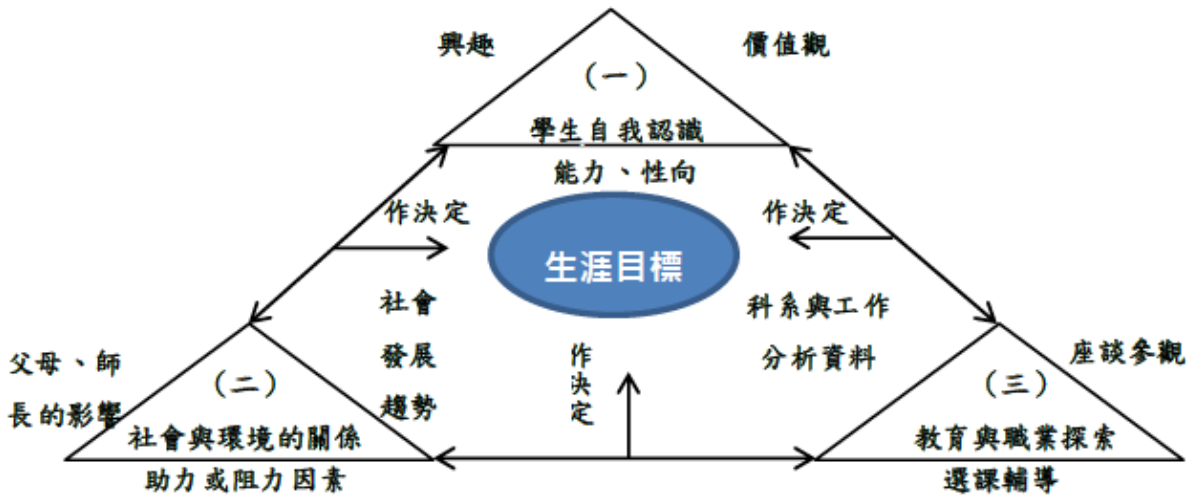 興趣
價值觀
（一）
學生自我認識
能力、性向
作決定
作決定
生涯目標
社會
發展
趨勢
科系與工作
分析資料
作
決
定
父母、師
長的影響
（二）
社會與環境的關係
助力或阻力因素
座談參觀
（三）
教育與職業探索
選課輔導